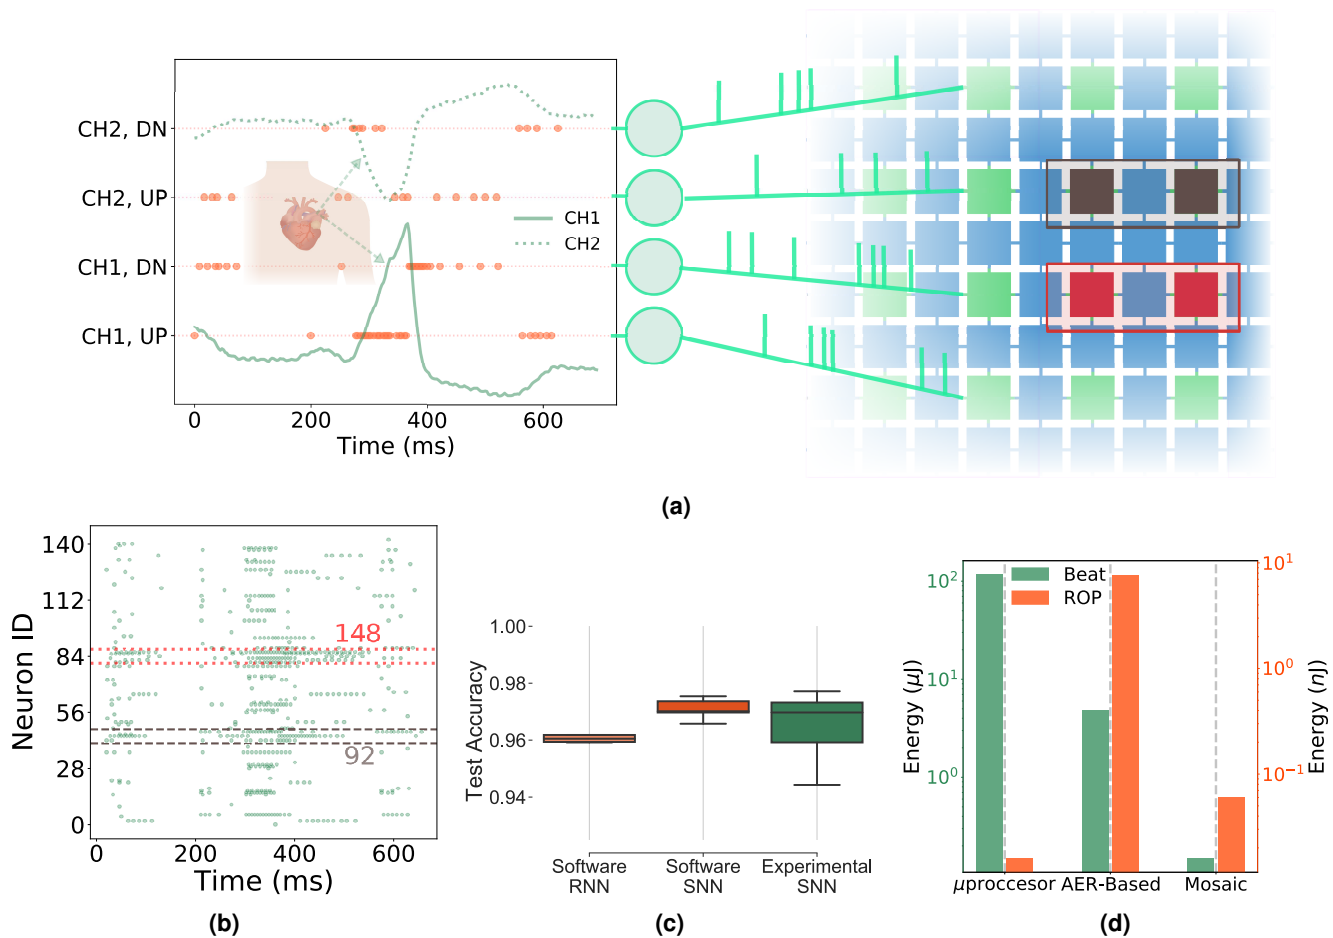 CH2, DN
CH2, UP
CH1, DN
CH1, UP
CH1
CH2
0
200
400
600
Time (ms)
(a)
140
112
84
56
28
0
Neuron ID
148
92
0
200
400
600
Time (ms)
(b)
1.00
0.98
0.96
0.94
Test Accuracy
Software
RNN
Software
SNN
Experimental
SNN
(c)
Beat
ROP
10²
10¹
10⁰
Energy (μJ)
10¹
10⁰
10⁻¹
Energy (nJ)
μproccesor
AER-Based
Mosaic
(d)